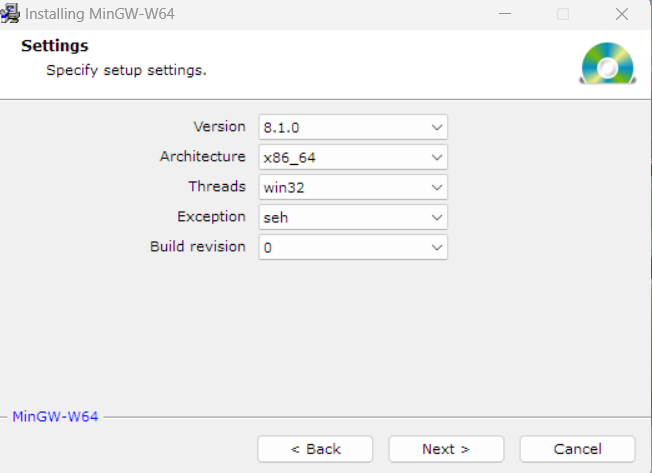 Installing MinGW-W64
Settings
Specify setup settings.
Version 8.1.0
Architecture x86_64
Threads win32
Exception seh
Build revision 0
MinGW-W64
< Back Next > Cancel